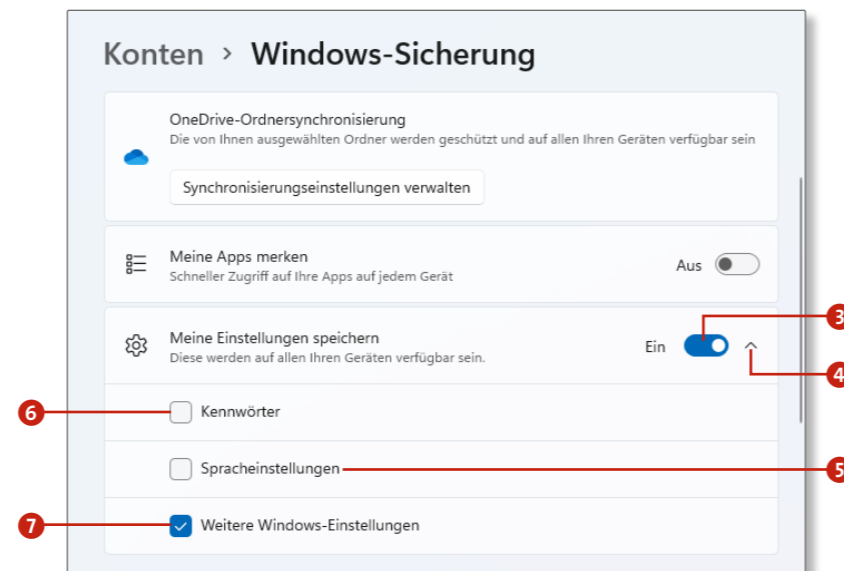 Konten > Windows-Sicherung
OneDrive-Ordnersynchronisierung
Die von Ihnen ausgewählten Ordner werden geschützt und auf allen Ihren Geräten verfügbar sein
Synchronisierungseinstellungen verwalten
Meine Apps merken
Schneller Zugriff auf Ihre Apps auf jedem Gerät
Aus
3
Meine Einstellungen speichern
Diese werden auf allen Ihren Geräten verfügbar sein.
Ein
4
6
Kennwörter
Spracheinstellungen
5
7
Weitere Windows-Einstellungen